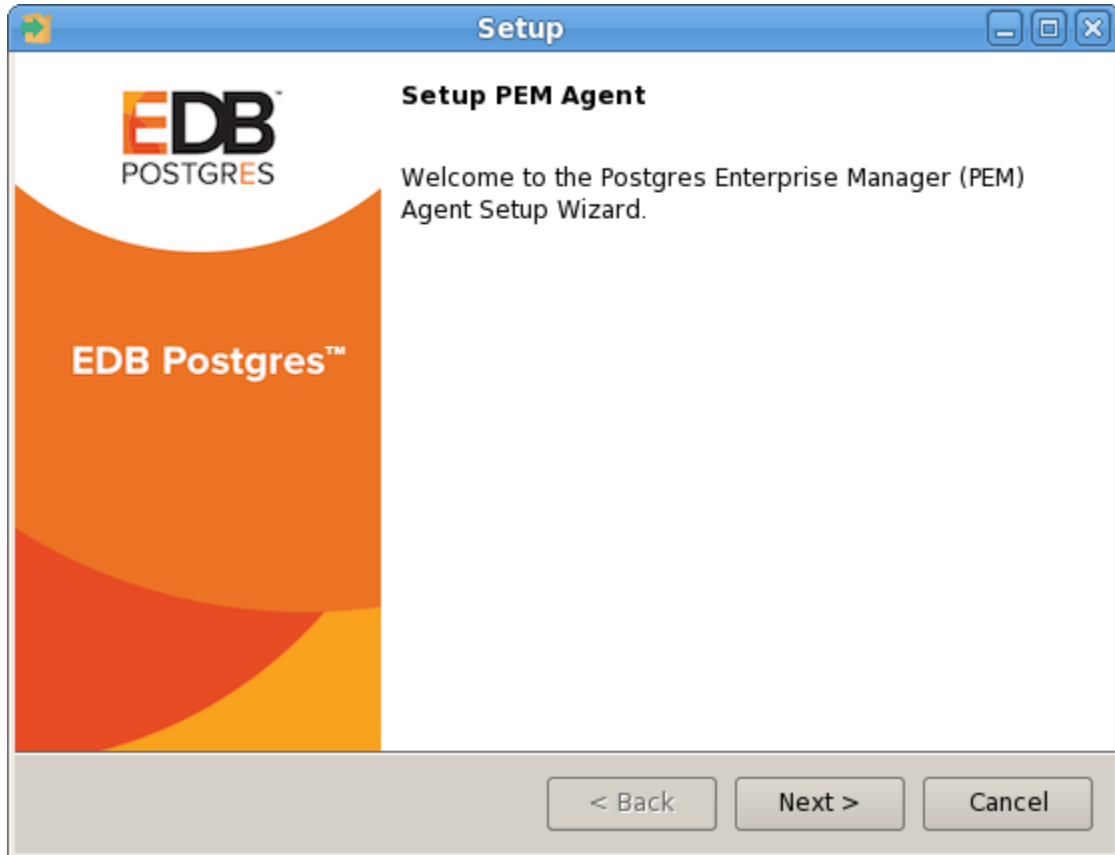 Setup
EDB™
POSTGRES
Setup PEM Agent
Welcome to the Postgres Enterprise Manager (PEM)
Agent Setup Wizard.
EDB Postgres™
< Back
Next >
Cancel